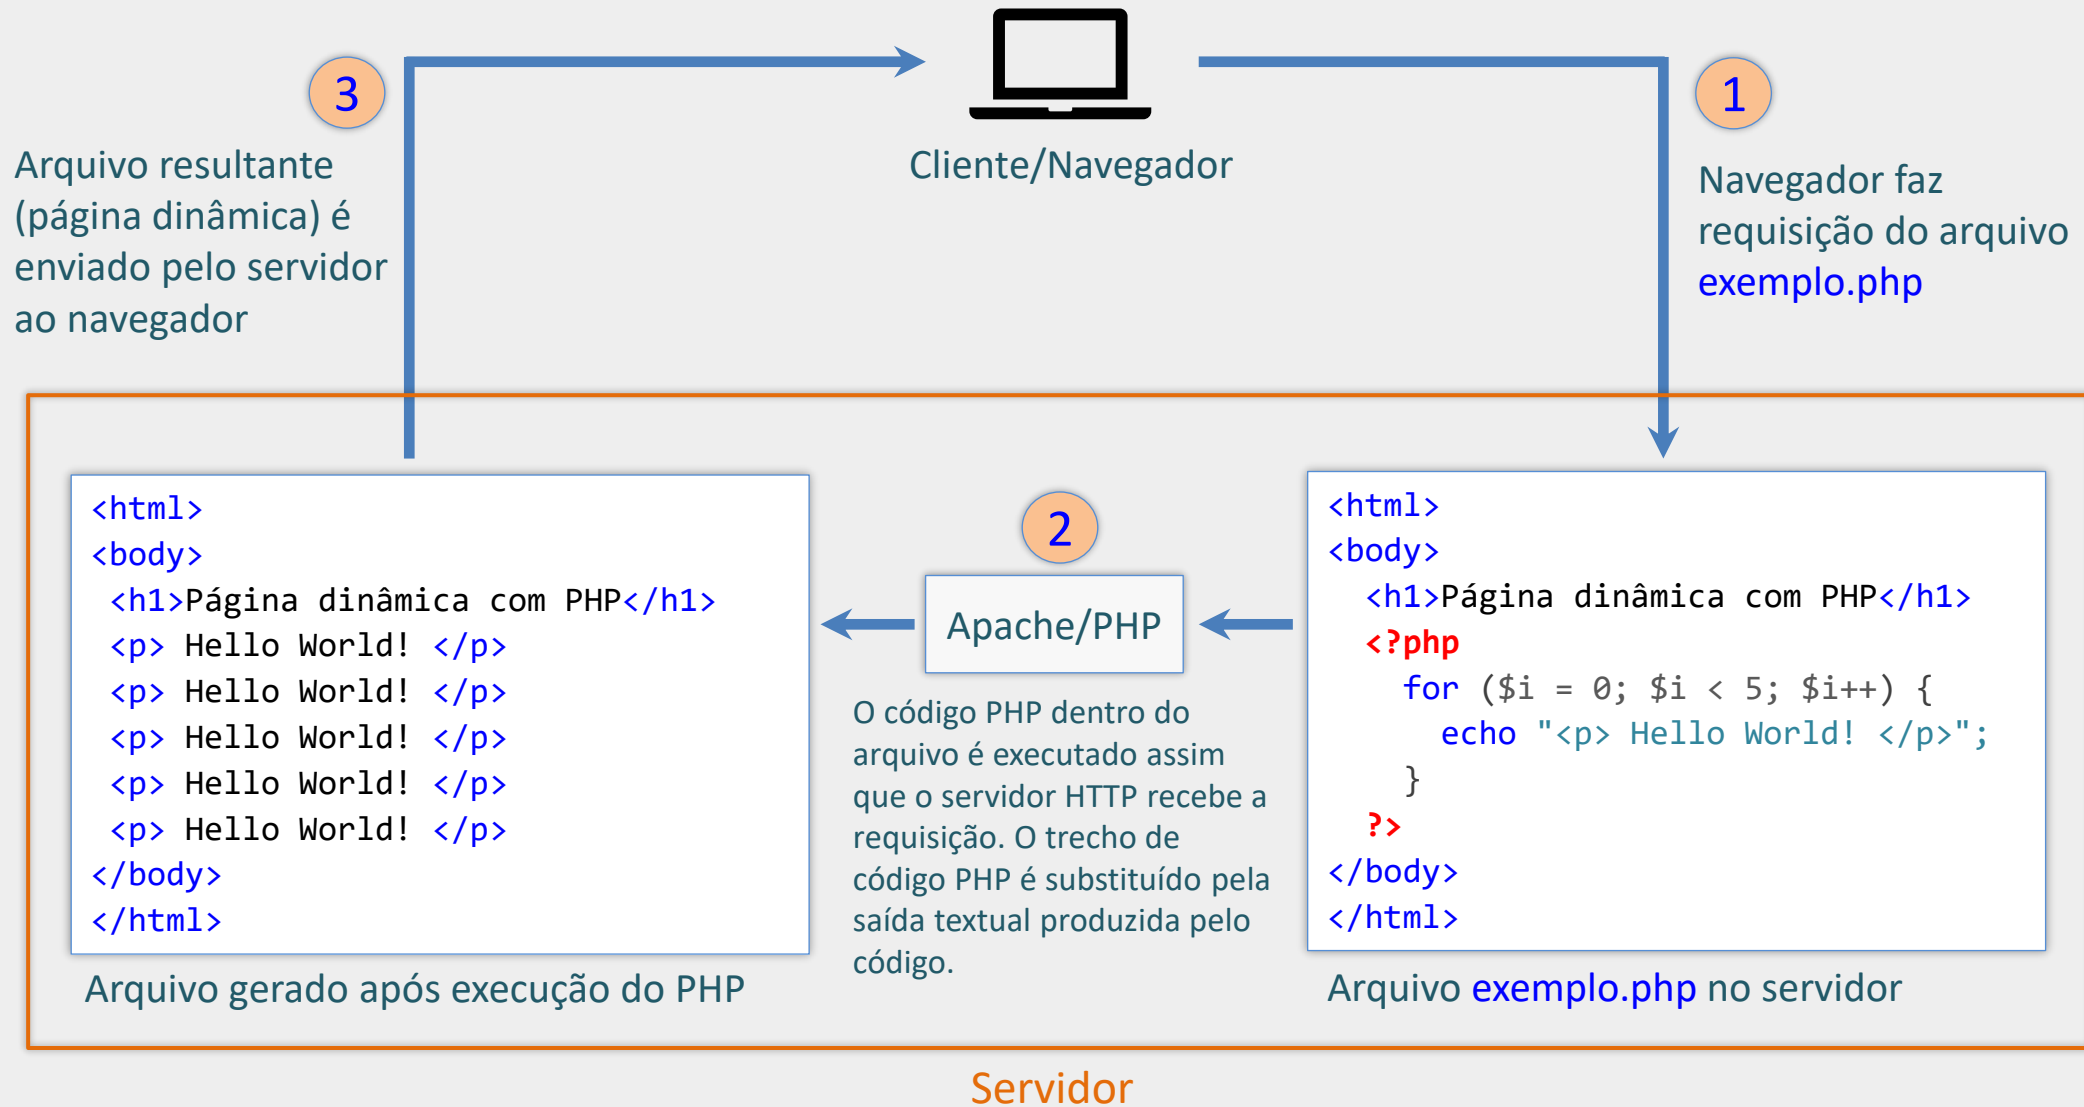 3
Arquivo resultante
(página dinâmica) é
enviado pelo servidor
ao navegador
Cliente/Navegador
1
Navegador faz
requisição do arquivo
exemplo.php
<html>
<body>
<h1>Página dinâmica com PHP</h1>
<p> Hello World! </p>
<p> Hello World! </p>
<p> Hello World! </p>
<p> Hello World! </p>
<p> Hello World! </p>
</body>
</html>
Arquivo gerado após execução do PHP
2
Apache/PHP
O código PHP dentro do
arquivo é executado assim
que o servidor HTTP recebe a
requisição. O trecho de
código PHP é substituído pela
saída textual produzida pelo
código.
<html>
<body>
<h1>Página dinâmica com PHP</h1>
<?php
for ($i = 0; $i < 5; $i++) {
echo "<p> Hello World! </p>";
}
?>
</body>
</html>
Arquivo exemplo.php no servidor
Servidor